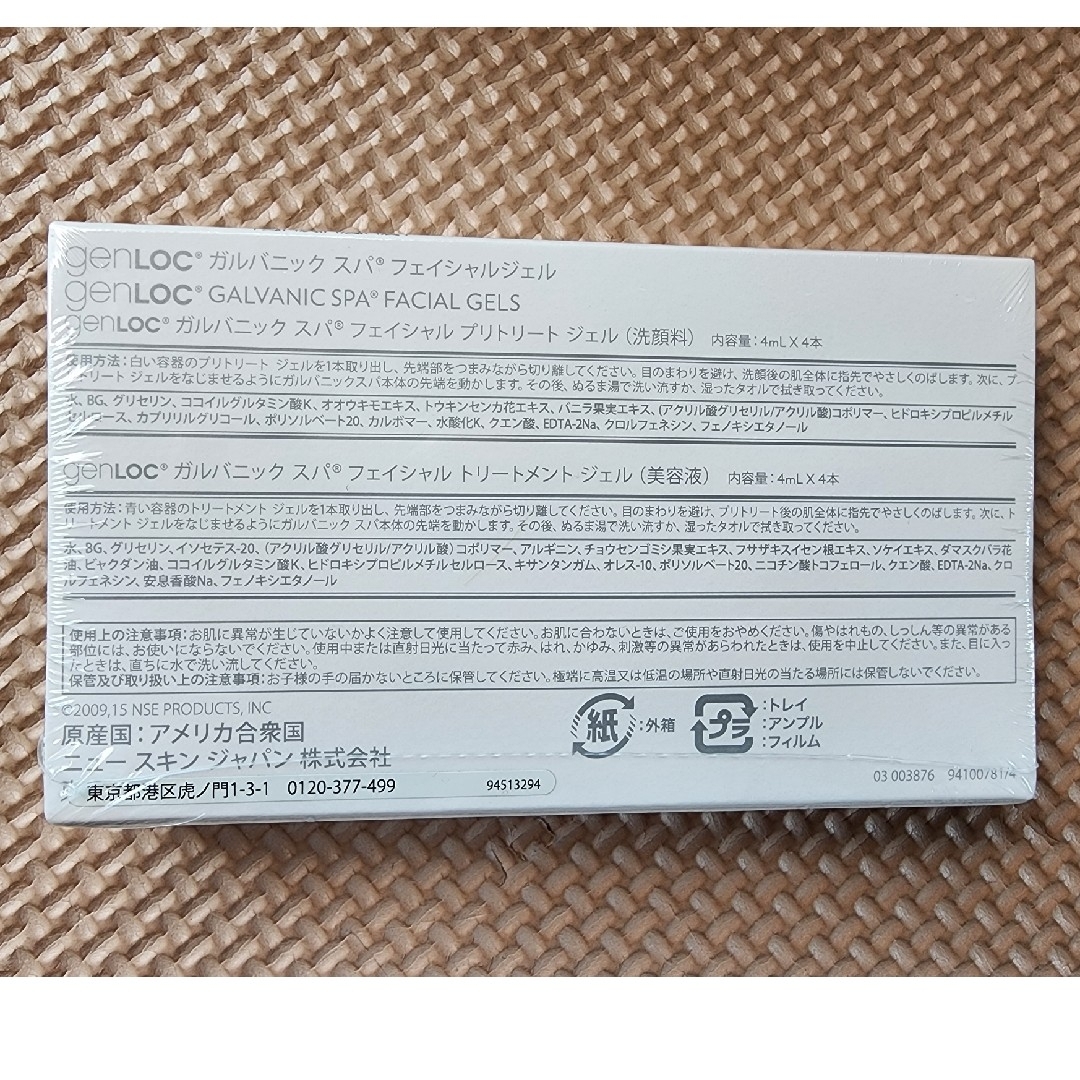 genLOC® ガルバニック スパ® フェイシャルジェル
genLOC® GALVANIC SPA® FACIAL GELS
genLOC® ガルバニック スパ® フェイシャル プリトリート ジェル（洗顔料） 内容量：4mL X 4本
使用方法：白い容器のプリトリート ジェルを1本取り出し、先端部をつまみながら切り離してください。目のまわりを避け、洗顔後の肌全体に指先でやさしくのばします。次に、プ
リトリート ジェルをなじませるようにガルバニックスパ本体の先端を動かします。その後、ぬるま湯で洗い流すか、湿ったタオルで拭き取ってください。
水、BG、グリセリン、ココイルグルタミン酸K、オオウキモエキス、トウキンセンカ花エキス、バニラ果実エキス、(アクリル酸グリセリル/アクリル酸)コポリマー、ヒドロキシプロピルメチル
セルロース、カプリリルグリコール、ポリソルベート20、カルボマー、水酸化K、クエン酸、EDTA-2Na、クロルフェネシン、フェノキシエタノール
genLOC® ガルバニック スパ® フェイシャル トリートメント ジェル（美容液） 内容量：4mL X 4本
使用方法：青い容器のトリートメント ジェルを1本取り出し、先端部をつまみながら切り離してください。目のまわりを避け、プリトリート後の肌全体に指先でやさしくのばします。次に、ト
リートメント ジェルをなじませるようにガルバニック スパ本体の先端を動かします。その後、ぬるま湯で洗い流すか、湿ったタオルで拭き取ってください。
水、BG、グリセリン、イソセテス-20、（アクリル酸グリセリル/アクリル酸）コポリマー、アルギニン、チョウセンゴミシ果実エキス、フサザキスイセン根エキス、ソケイエキス、ダマスクバラ花
油、ビャクダン油、ココイルグルタミン酸K、ヒドロキシプロピルメチルセルロース、キサンタンガム、オレス-10、ポリソルベート20、ニコチン酸トコフェロール、クエン酸、EDTA-2Na、クロ
ルフェネシン、安息香酸Na、フェノキシエタノール
使用上の注意事項：お肌に異常が生じていないかよく注意して使用してください。お肌に合わないときは、ご使用をおやめください。傷やはれもの、しっしん等の異常がある
部位には、お使いにならないでください。使用中または直射日光に当たって赤み、はれ、かゆみ、刺激等の異常があらわれたときは、使用を中止してください。また、目に入っ
たときは、直ちに水で洗い流してください。
保管及び取り扱い上の注意事項：お子様の手の届かないところに保管してください。極端に高温又は低温の場所や直射日光の当たる場所には保管しないでください。
©2009,15 NSE PRODUCTS, INC
原産国：アメリカ合衆国
ニュー スキン ジャパン 株式会社
東京都港区虎ノ門1-3-1 0120-377-499 94513294
紙：外箱
プラ：トレイ
：アンプル
：フィルム
03 003876 94100781/4